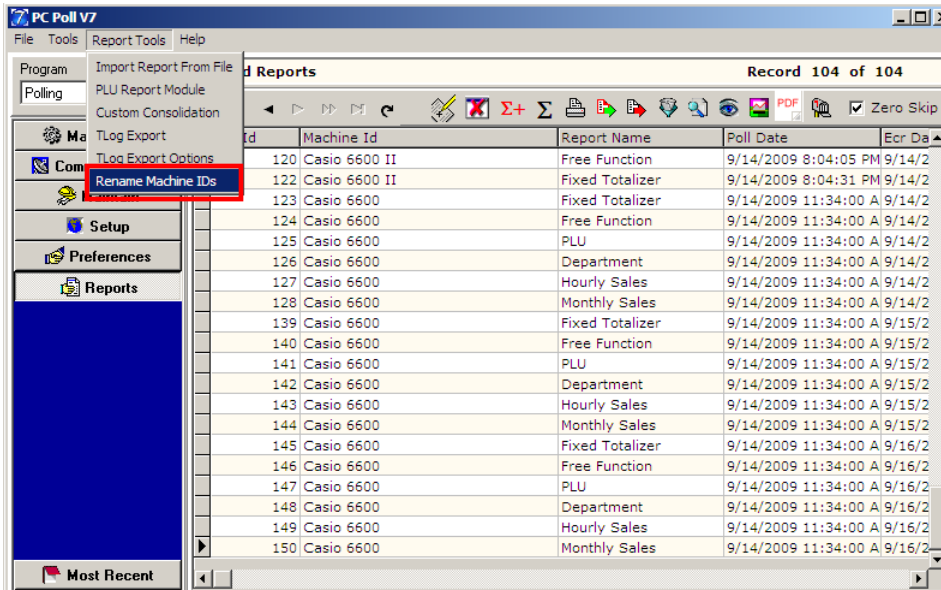 PC Poll V7
File Tools Report Tools Help
Import Report From File
PLU Report Module
Custom Consolidation
TLog Export
TLog Export Options
Rename Machine IDs
Program
Polling
d Reports Record 104 of 104
Σ+ Σ PDF Zero Skip
Ma
Com
Setup
Preferences
Reports
Most Recent
Id Machine Id Report Name Poll Date Ecr Da
120 Casio 6600 II Free Function 9/14/2009 8:04:05 PM 9/14/2
122 Casio 6600 II Fixed Totalizer 9/14/2009 8:04:31 PM 9/14/2
123 Casio 6600 Fixed Totalizer 9/14/2009 11:34:00 A 9/14/2
124 Casio 6600 Free Function 9/14/2009 11:34:00 A 9/14/2
125 Casio 6600 PLU 9/14/2009 11:34:00 A 9/14/2
126 Casio 6600 Department 9/14/2009 11:34:00 A 9/14/2
127 Casio 6600 Hourly Sales 9/14/2009 11:34:00 A 9/14/2
128 Casio 6600 Monthly Sales 9/14/2009 11:34:00 A 9/14/2
139 Casio 6600 Fixed Totalizer 9/14/2009 11:34:00 A 9/15/2
140 Casio 6600 Free Function 9/14/2009 11:34:00 A 9/15/2
141 Casio 6600 PLU 9/14/2009 11:34:00 A 9/15/2
142 Casio 6600 Department 9/14/2009 11:34:00 A 9/15/2
143 Casio 6600 Hourly Sales 9/14/2009 11:34:00 A 9/15/2
144 Casio 6600 Monthly Sales 9/14/2009 11:34:00 A 9/15/2
145 Casio 6600 Fixed Totalizer 9/14/2009 11:34:00 A 9/16/2
146 Casio 6600 Free Function 9/14/2009 11:34:00 A 9/16/2
147 Casio 6600 PLU 9/14/2009 11:34:00 A 9/16/2
148 Casio 6600 Department 9/14/2009 11:34:00 A 9/16/2
149 Casio 6600 Hourly Sales 9/14/2009 11:34:00 A 9/16/2
150 Casio 6600 Monthly Sales 9/14/2009 11:34:00 A 9/16/2